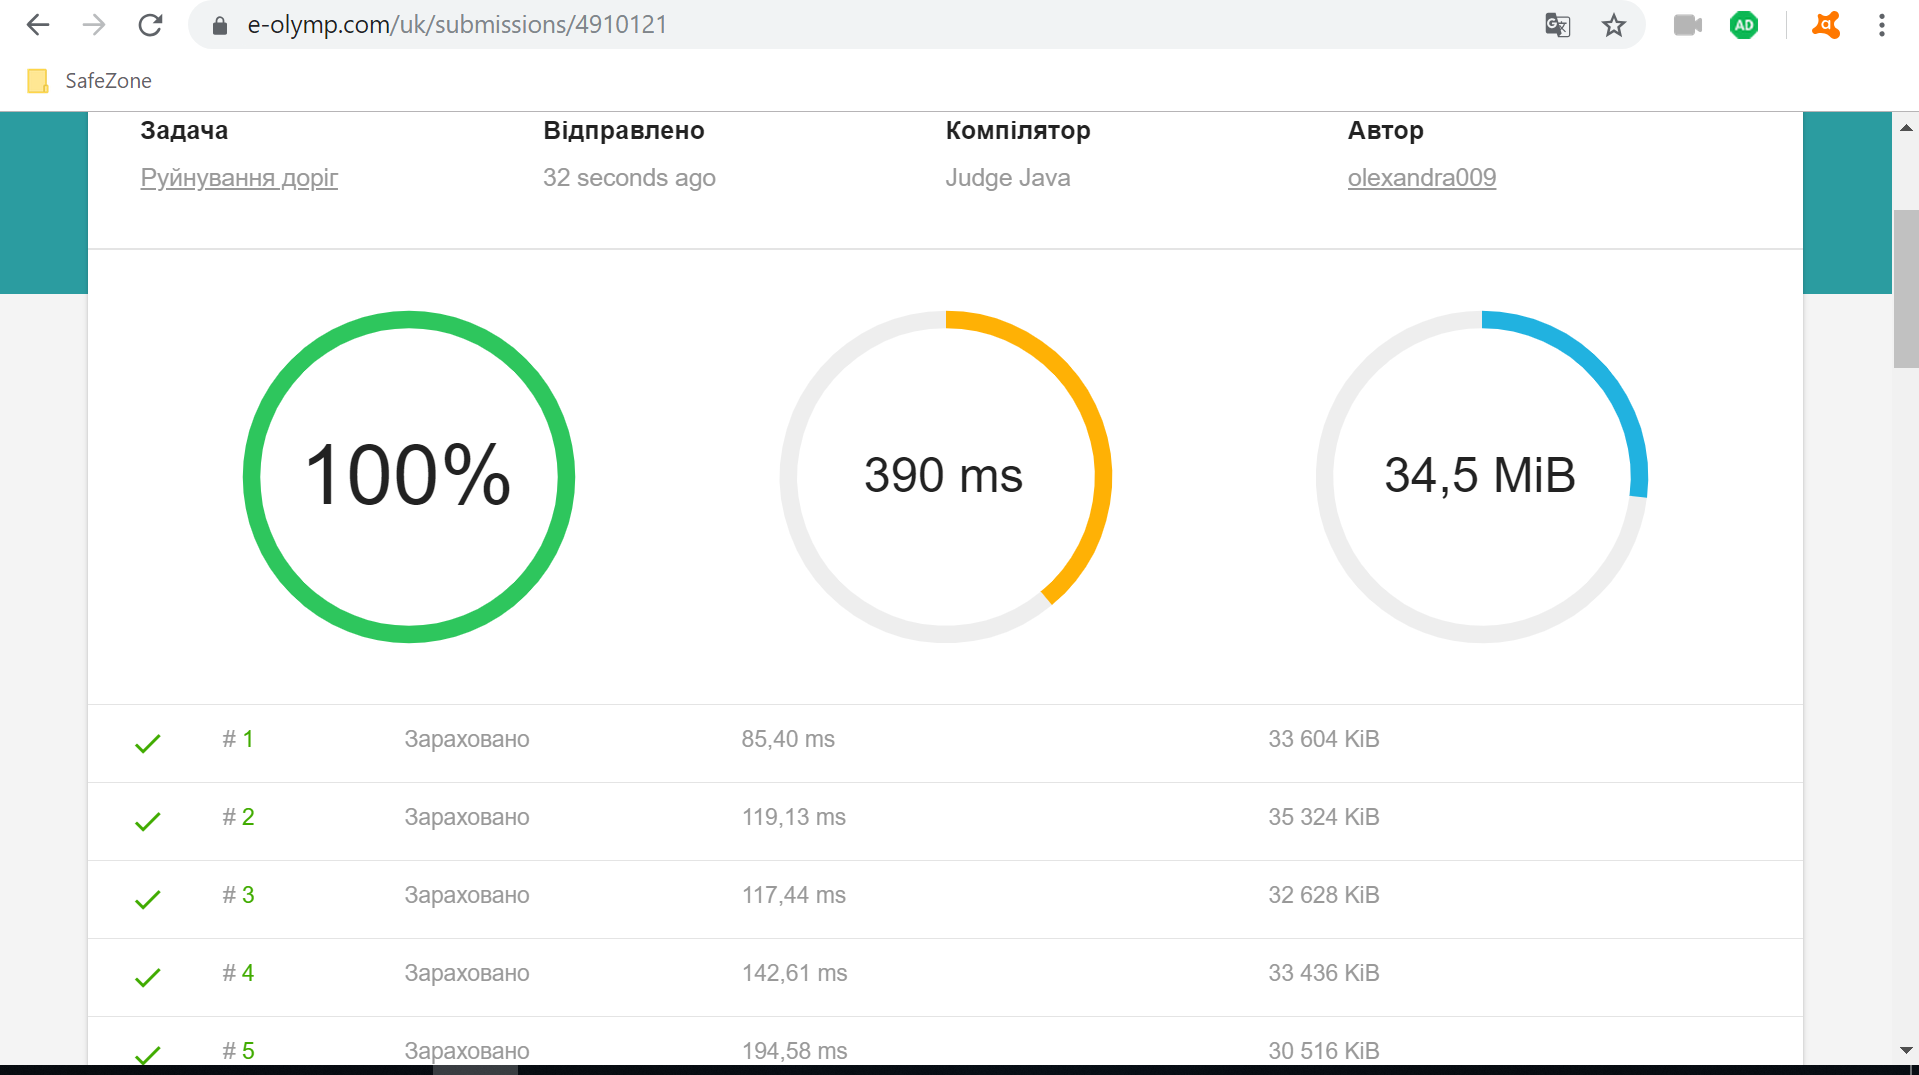 e-olymp.com/uk/submissions/4910121
AD
SafeZone
Задача Відправлено Компілятор Автор
Руйнування доріг 32 seconds ago Judge Java olexandra009
100% 390 ms 34,5 MiB
# 1 Зараховано 85,40 ms 33 604 KiB
# 2 Зараховано 119,13 ms 35 324 KiB
# 3 Зараховано 117,44 ms 32 628 KiB
# 4 Зараховано 142,61 ms 33 436 KiB
# 5 Зараховано 194,58 ms 30 516 KiB